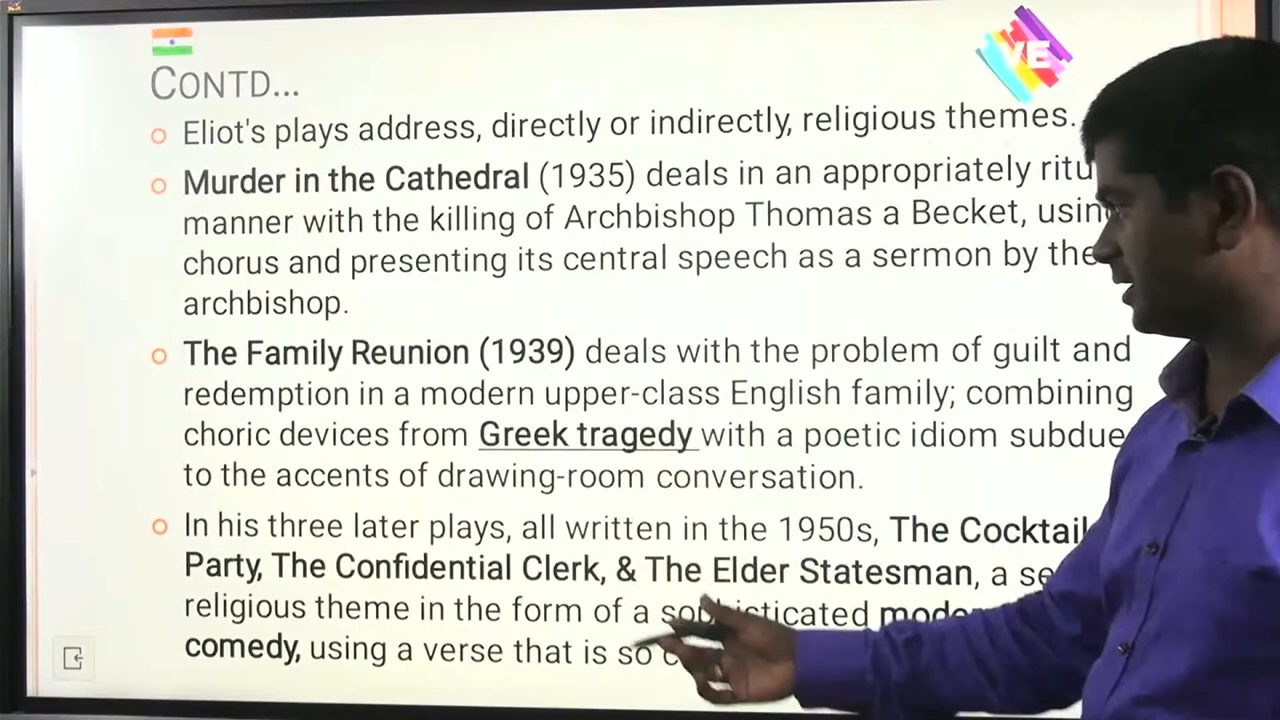 VE
CONTD...
Eliot's plays address, directly or indirectly, religious themes.
Murder in the Cathedral (1935) deals in an appropriately
manner with the killing of Archbishop Thomas a Becket,
chorus and presenting its central speech as a sermon by the
archbishop.
The Family Reunion (1939) deals with the problem of guilt and
redemption in a modern upper-class English family; combining
choric devices from Greek tragedy with a poetic idiom
to the accents of drawing-room conversation.
In his three later plays, all written in the 1950s, The Cocktail
Party, The Confidential Clerk, & The Elder Statesman, a
religious theme in the form of a sophisticated
comedy, using a verse that is so